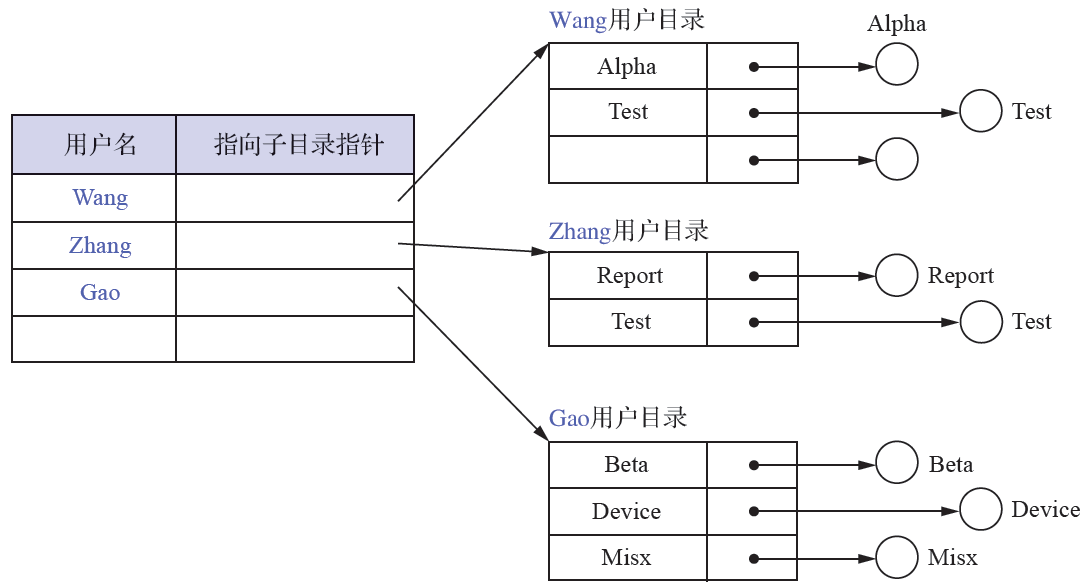 用户名 指向子目录指针
Wang
Zhang
Gao
Wang用户目录
Alpha Alpha
Test Test
Zhang用户目录
Report Report
Test Test
Gao用户目录
Beta Beta
Device Device
Misx Misx